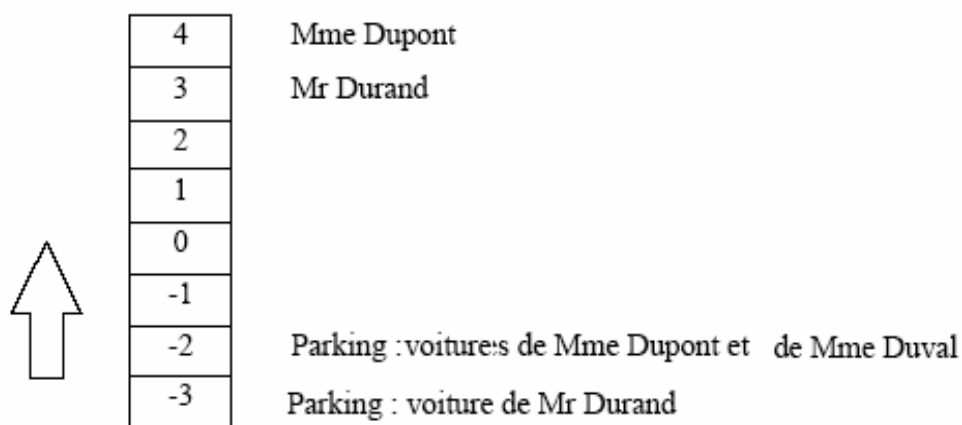 4 Mme Dupont
3 Mr Durand
2
1
0
-1
-2 Parking : voitures de Mme Dupont et de Mme Duval
-3 Parking : voiture de Mr Durand